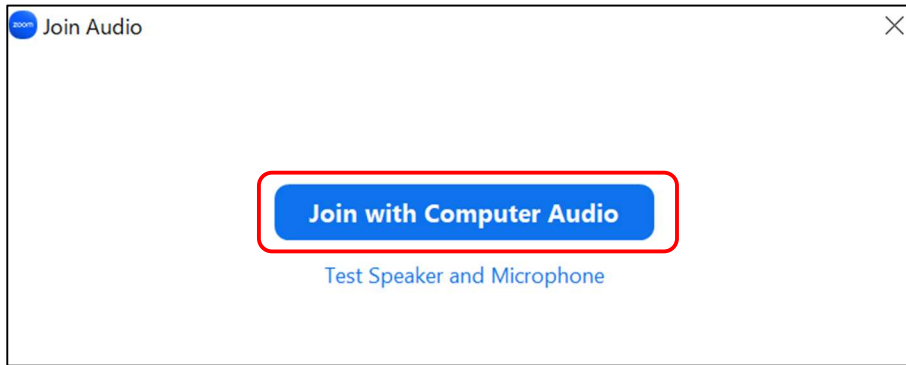 zoom Join Audio
Join with Computer Audio
Test Speaker and Microphone